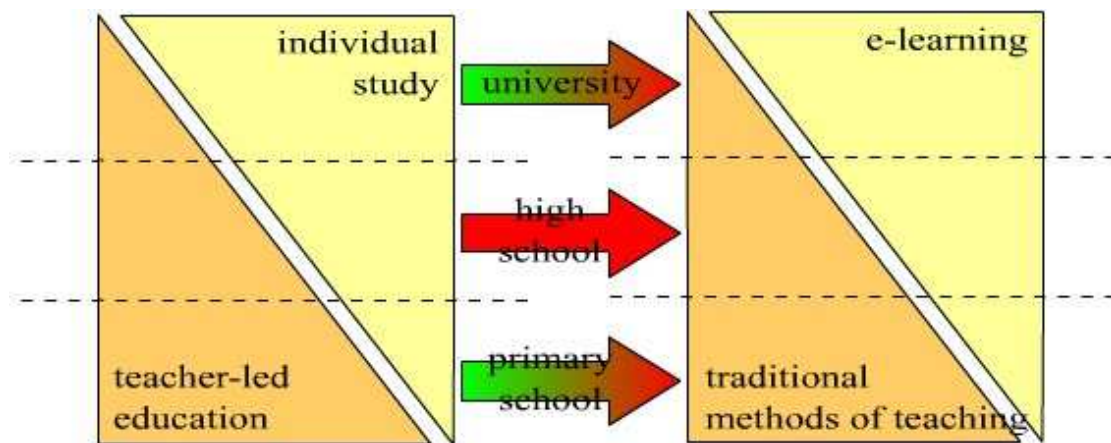 individual
study
teacher-led
education
university
high
school
primary
school
e-learning
traditional
methods of teaching